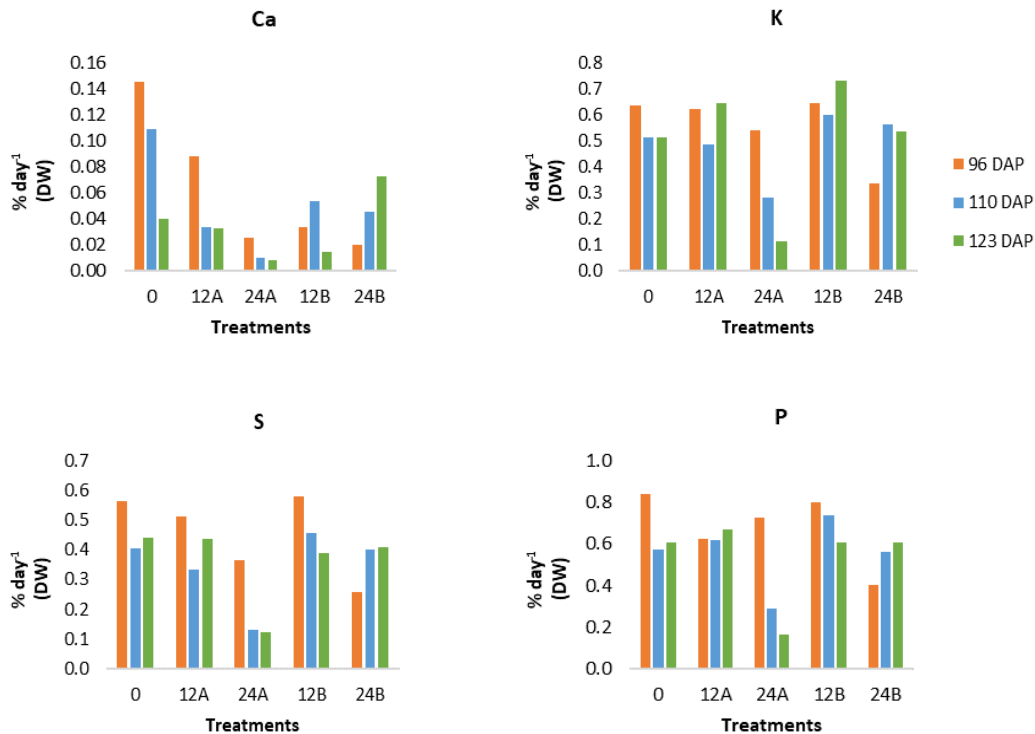 Ca
0.16
0.14
0.12
0.10
0.08
0.06
0.04
0.02
0.00
% day-1
(DW)
0 12A 24A 12B 24B
Treatments
K
0.8
0.7
0.6
0.5
0.4
0.3
0.2
0.1
0.0
% day-1
(DW)
0 12A 24A 12B 24B
Treatments
96 DAP
110 DAP
123 DAP
S
0.7
0.6
0.5
0.4
0.3
0.2
0.1
0.0
% day-1
(DW)
0 12A 24A 12B 24B
Treatments
P
1.0
0.8
0.6
0.4
0.2
0.0
% day-1
(DW)
0 12A 24A 12B 24B
Treatments